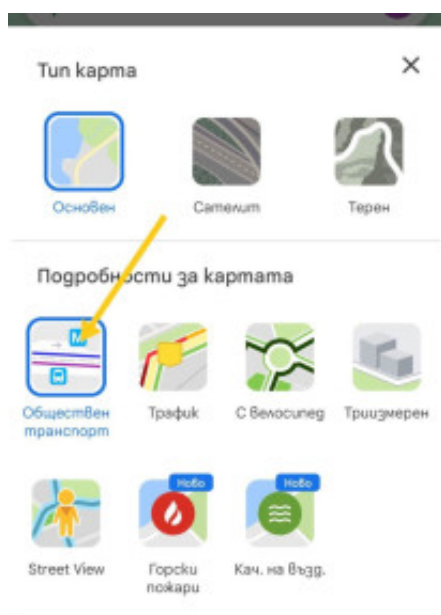 Тип карта
Основен
Сателит
Терен
Подробности за картата
M
Обществен
транспорт
Трафик
С велосипед
Триизмерен
Street View
Ново
Горски
пожари
Ново
Кач. на възд.